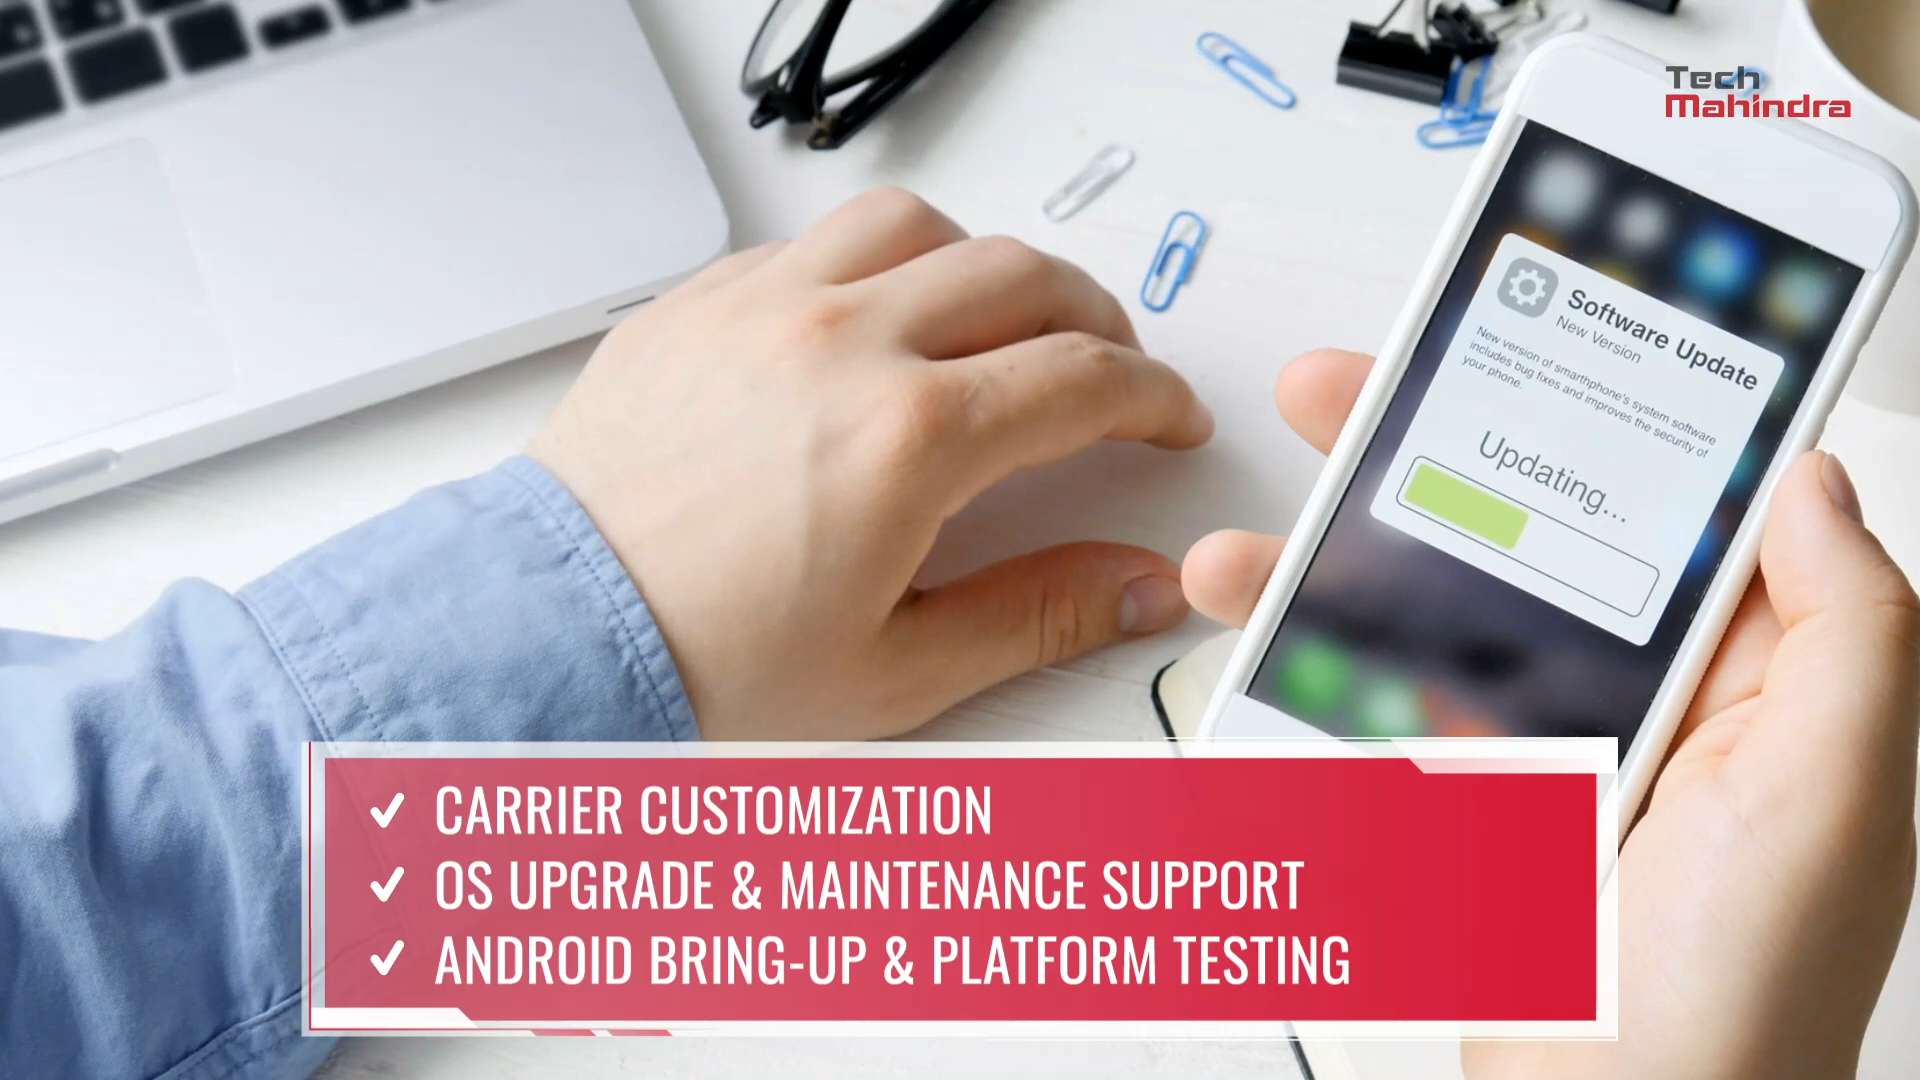 Tech
Mahindra
Software Update
New Version
New version of smarthphone's system software
includes bug fixes and improves the security of
your phone.
Updating...
CARRIER CUSTOMIZATION
OS UPGRADE & MAINTENANCE SUPPORT
ANDROID BRING-UP & PLATFORM TESTING